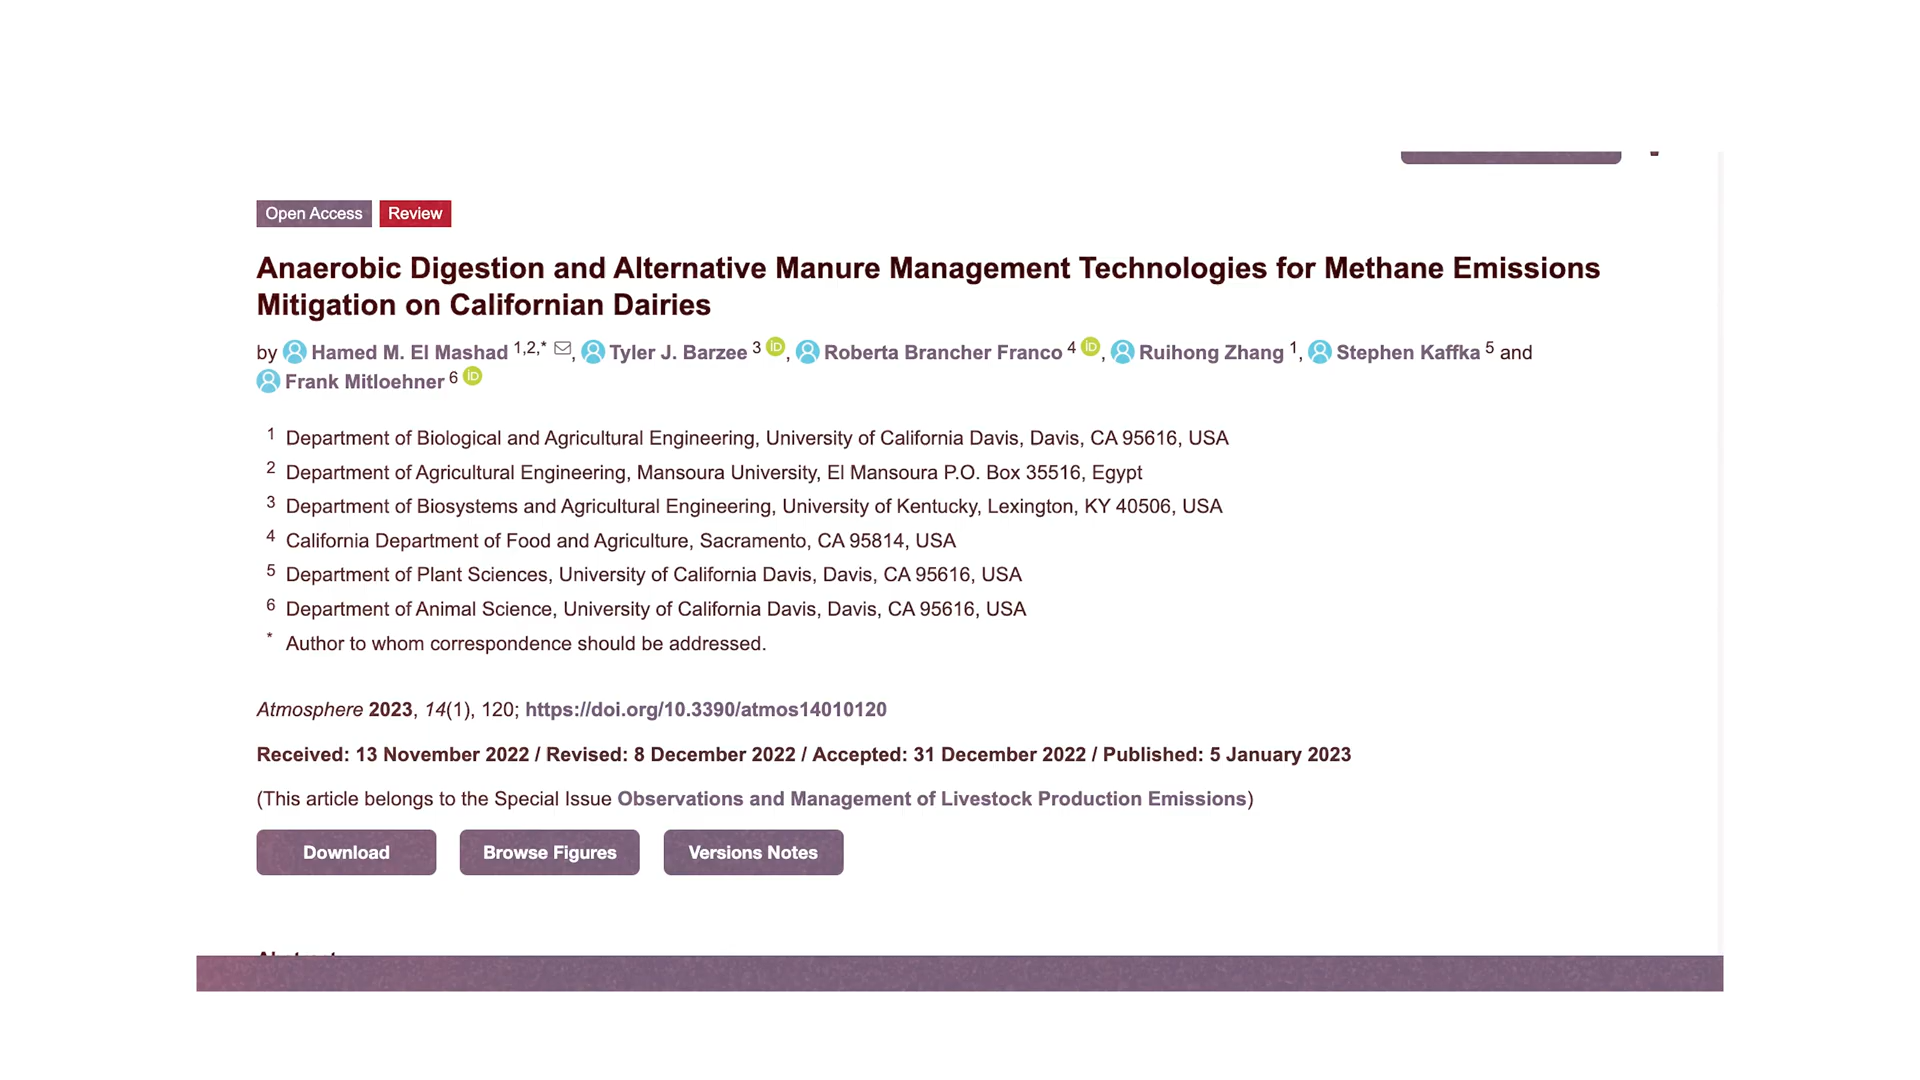 Open Access Review
Anaerobic Digestion and Alternative Manure Management Technologies for Methane Emissions
Mitigation on Californian Dairies
by Hamed M. El Mashad 1,2,* , Tyler J. Barzee 3 iD , Roberta Brancher Franco 4 iD , Ruihong Zhang 1, Stephen Kaffka 5 and
Frank Mitloehner 6 iD
1 Department of Biological and Agricultural Engineering, University of California Davis, Davis, CA 95616, USA
2 Department of Agricultural Engineering, Mansoura University, El Mansoura P.O. Box 35516, Egypt
3 Department of Biosystems and Agricultural Engineering, University of Kentucky, Lexington, KY 40506, USA
4 California Department of Food and Agriculture, Sacramento, CA 95814, USA
5 Department of Plant Sciences, University of California Davis, Davis, CA 95616, USA
6 Department of Animal Science, University of California Davis, Davis, CA 95616, USA
* Author to whom correspondence should be addressed.
Atmosphere 2023, 14(1), 120; https://doi.org/10.3390/atmos14010120
Received: 13 November 2022 / Revised: 8 December 2022 / Accepted: 31 December 2022 / Published: 5 January 2023
(This article belongs to the Special Issue Observations and Management of Livestock Production Emissions)
Download Browse Figures Versions Notes